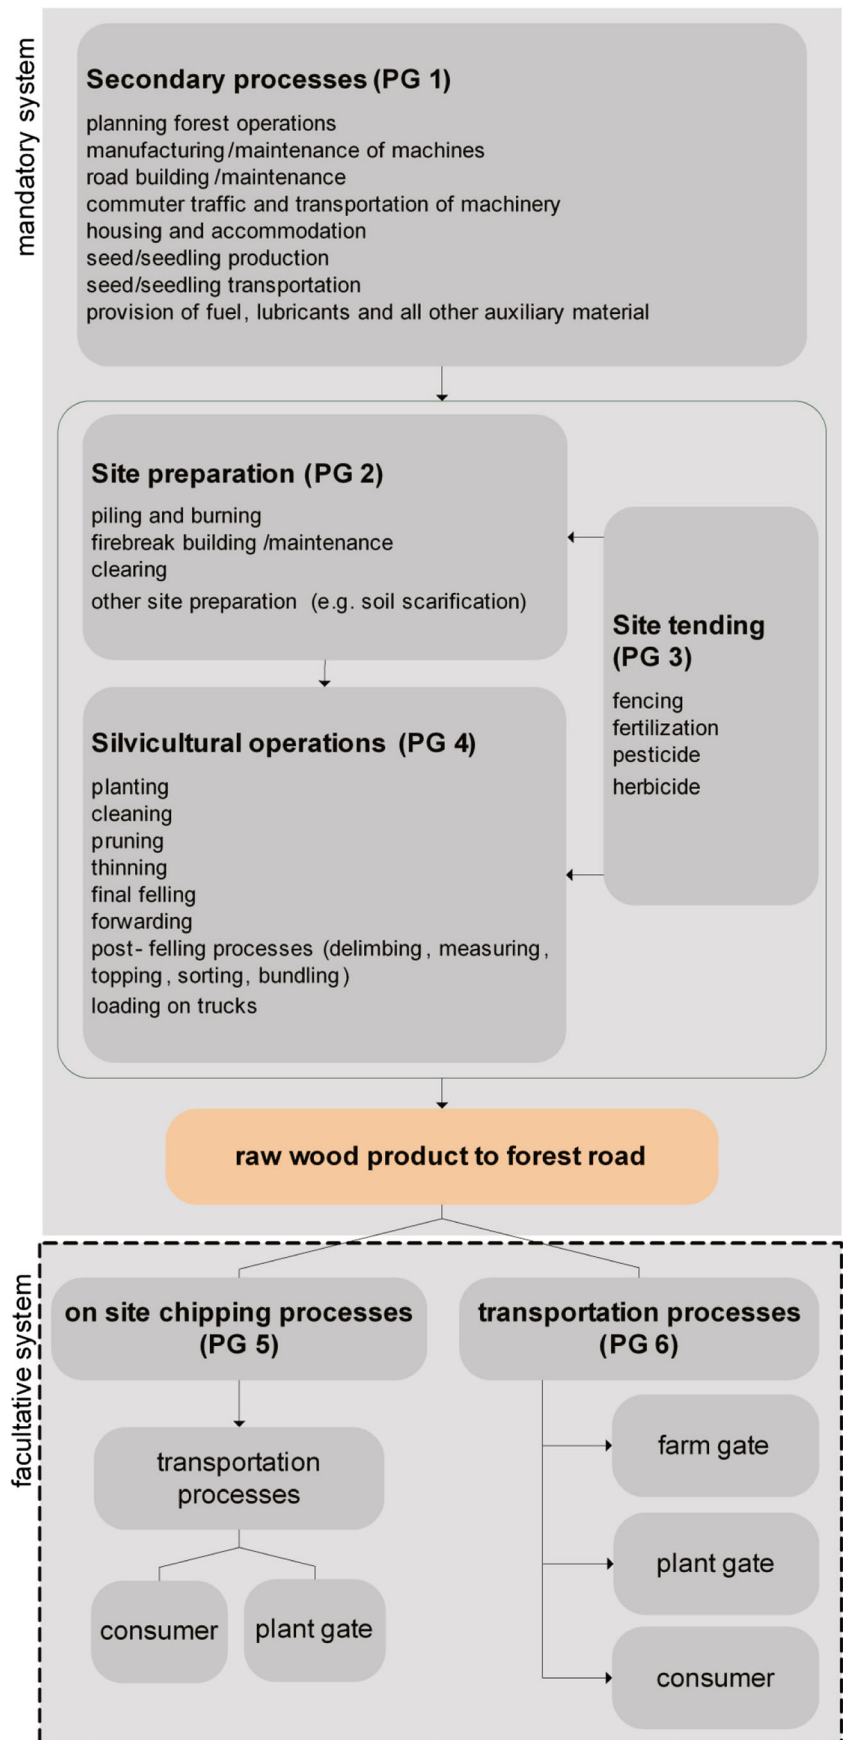 mandatory system
Secondary processes (PG 1)
planning forest operations
manufacturing/maintenance of machines
road building/maintenance
commuter traffic and transportation of machinery
housing and accommodation
seed/seedling production
seed/seedling transportation
provision of fuel, lubricants and all other auxiliary material
Site preparation (PG 2)
piling and burning
firebreak building /maintenance
clearing
other site preparation (e.g. soil scarification)
Site tending
(PG 3)
fencing
fertilization
pesticide
herbicide
Silvicultural operations (PG 4)
planting
cleaning
pruning
thinning
final felling
forwarding
post- felling processes (delimbing, measuring,
topping, sorting, bundling)
loading on trucks
raw wood product to forest road
facultative system
on site chipping processes
(PG 5)
transportation
processes
consumer
plant gate
transportation processes
(PG 6)
farm gate
plant gate
consumer